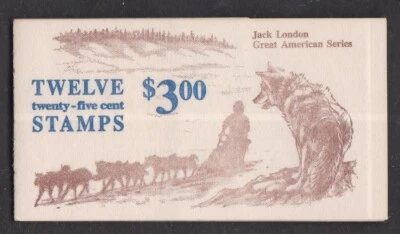 Jack London
Great American Series
TWELVE
twenty-five cent
STAMPS
$3.00